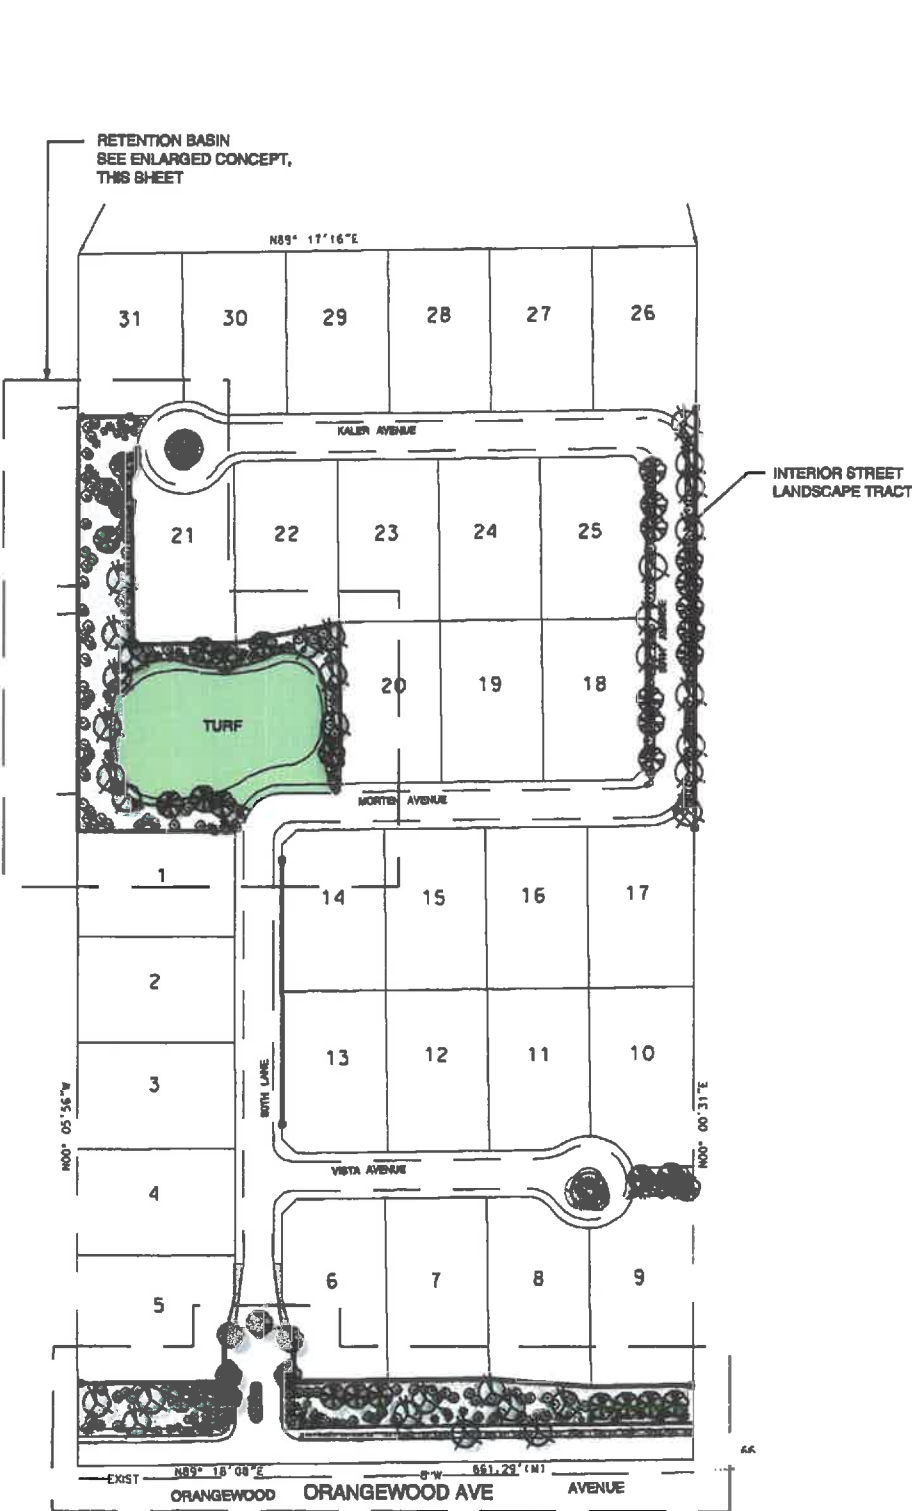 RETENTION BASIN
SEE ENLARGED CONCEPT,
THIS SHEET
N89° 17'16"E
31 30 29 28 27 26
KALER AVENUE
INTERIOR STREET
LANDSCAPE TRACT
21 22 23 24 25
20 19 18
TURF
MORTEN AVENUE
1
14 15 16 17
2
13 12 11 10
3
80TH LANE
N00° 05'56"W
N00° 00'31"E
VISTA AVENUE
4
6 7 8 9
5
N89° 18'08"E
8"W
661.29'(M)
EXIST
ORANGEWOOD
ORANGEWOOD AVE
AVENUE